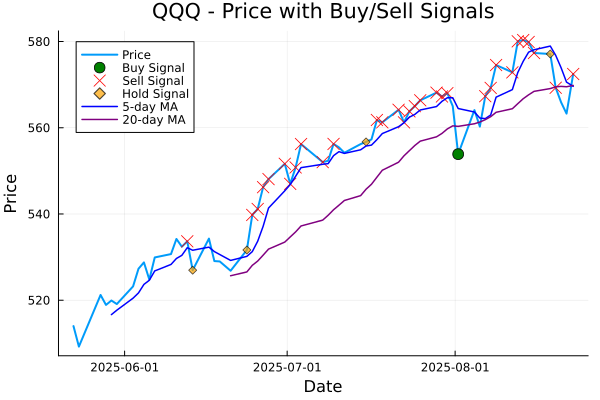 QQQ - Price with Buy/Sell Signals
580
560
540
520
Price
Price
Buy Signal
Sell Signal
Hold Signal
5-day MA
20-day MA
2025-06-01
2025-07-01
2025-08-01
Date